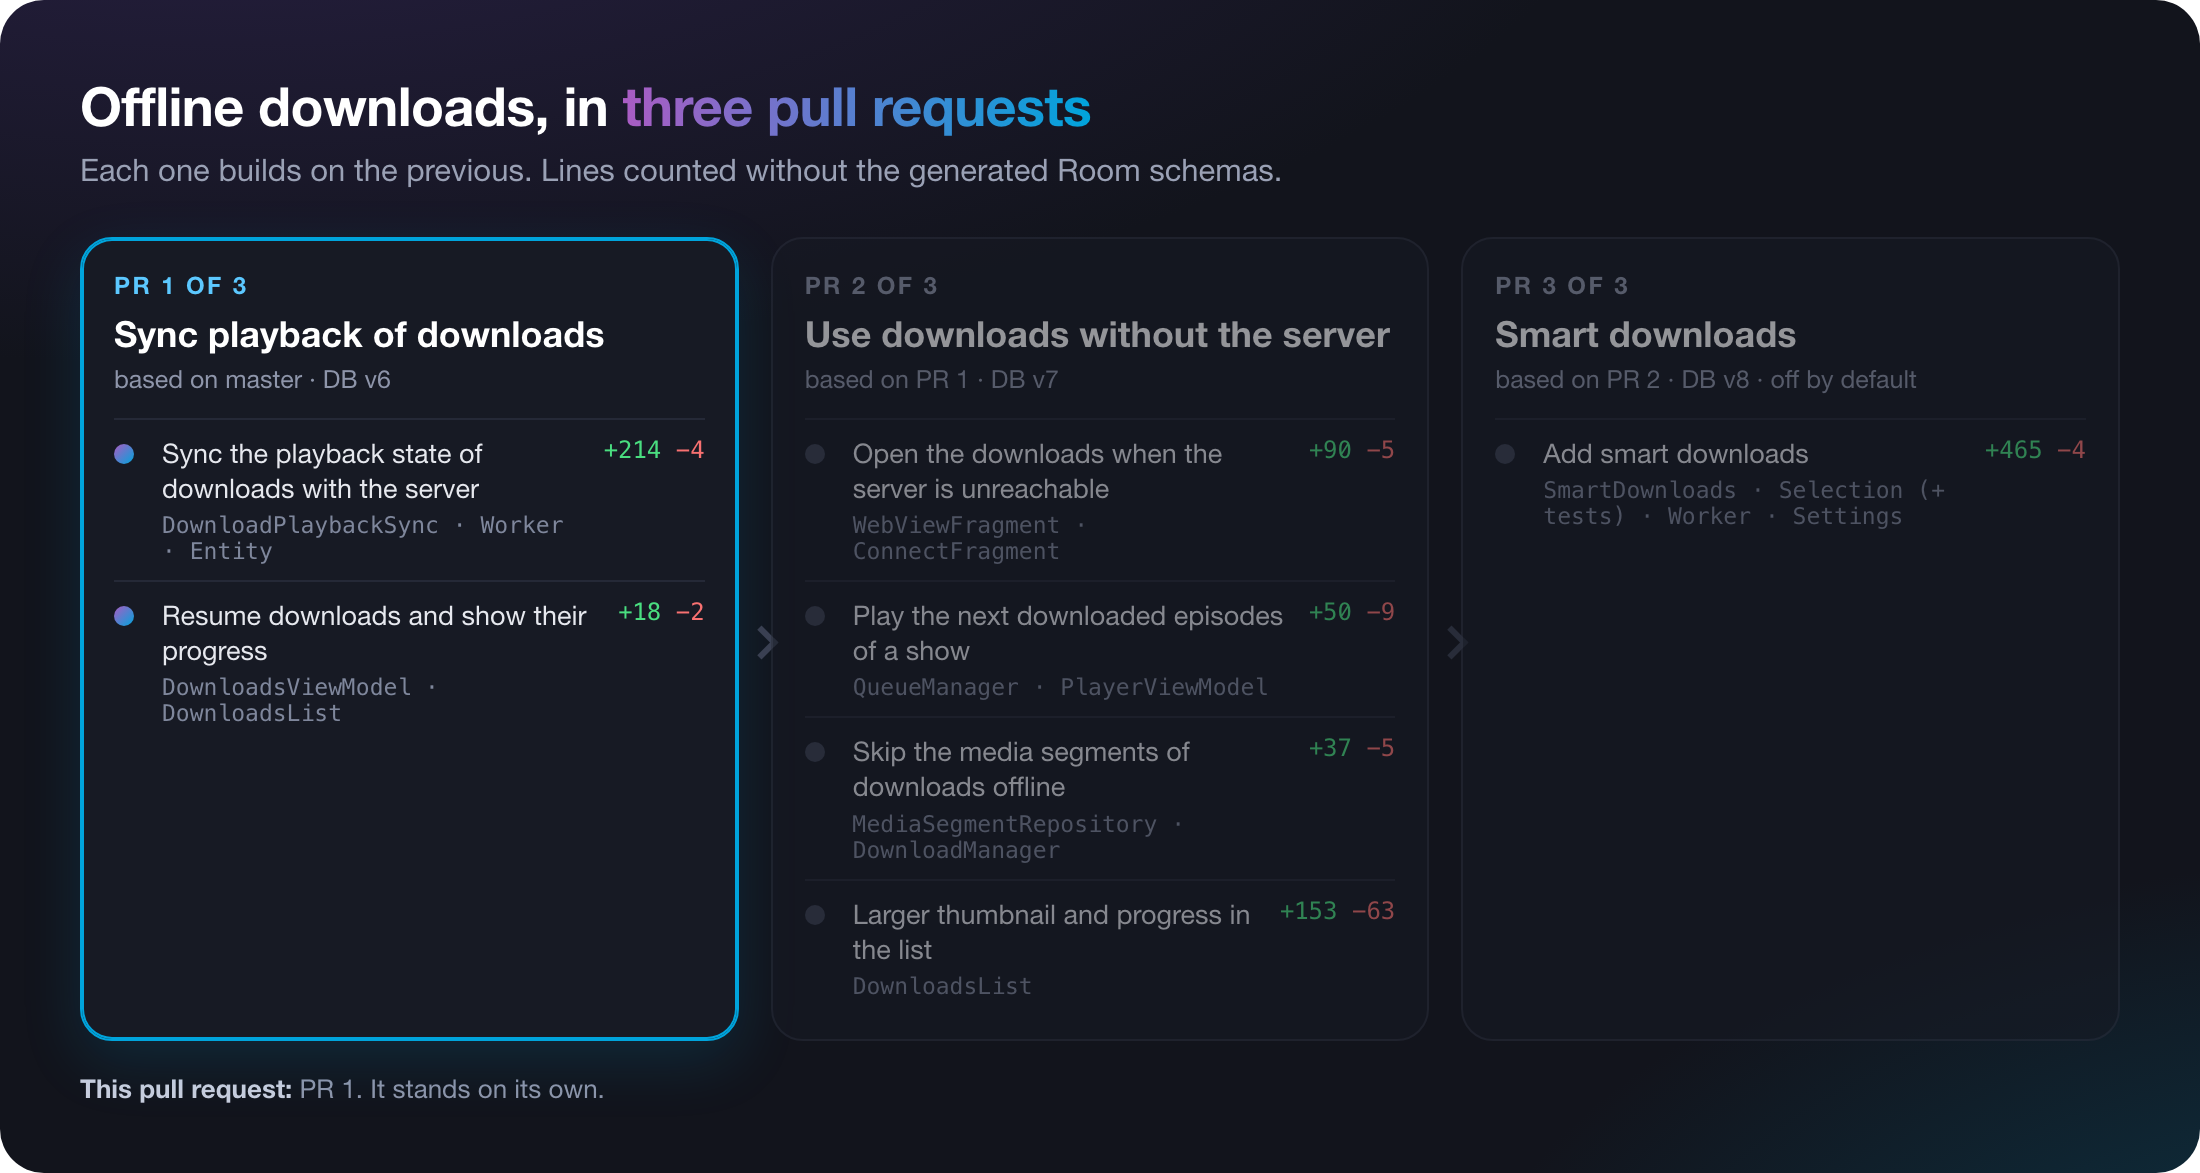 Offline downloads, in three pull requests
Each one builds on the previous. Lines counted without the generated Room schemas.
PR 1 OF 3
Sync playback of downloads
based on master · DB v6
Sync the playback state of
downloads with the server
+214 −4
DownloadPlaybackSync · Worker
· Entity
Resume downloads and show their
progress
+18 −2
DownloadsViewModel ·
DownloadsList
PR 2 OF 3
Use downloads without the server
based on PR 1 · DB v7
Open the downloads when the
server is unreachable
+90 −5
WebViewFragment ·
ConnectFragment
Play the next downloaded episodes
of a show
+50 −9
QueueManager · PlayerViewModel
Skip the media segments of
downloads offline
+37 −5
MediaSegmentRepository ·
DownloadManager
Larger thumbnail and progress in
the list
+153 −63
DownloadsList
PR 3 OF 3
Smart downloads
based on PR 2 · DB v8 · off by default
Add smart downloads
+465 −4
SmartDownloads · Selection (+
tests) · Worker · Settings
This pull request: PR 1. It stands on its own.